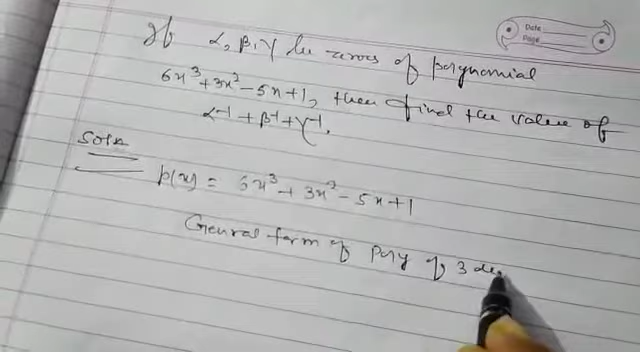 Date
Page
If α, β, γ be zeroes of polynomial
6x³+3x²-5x+1, then find the value of
α⁻¹+β⁻¹+γ⁻¹.
Soln
p(x) = 6x³+3x²-5x+1
General form of Poly of 3 de